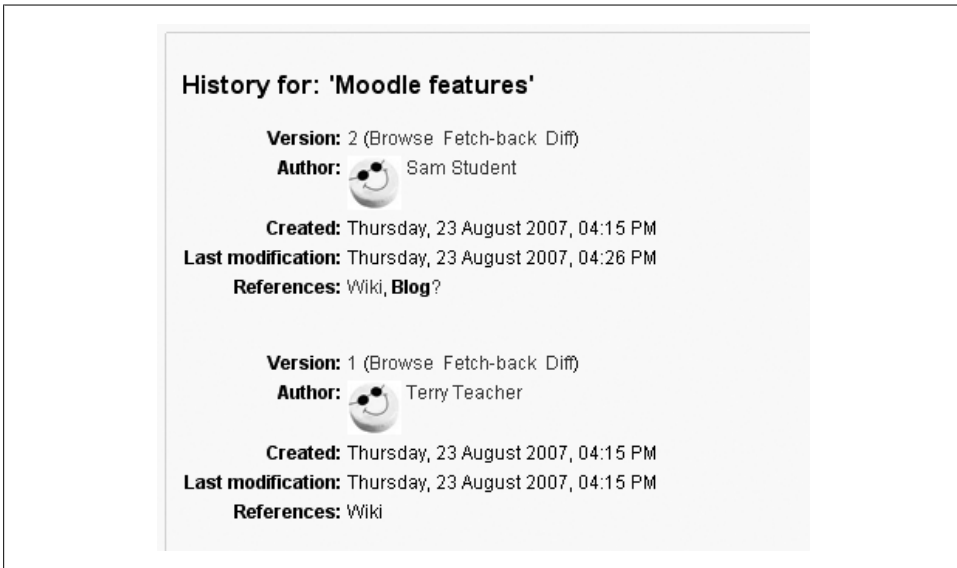 History for: 'Moodle features'
Version: 2 (Browse Fetch-back Diff)
Author: Sam Student
Created: Thursday, 23 August 2007, 04:15 PM
Last modification: Thursday, 23 August 2007, 04:26 PM
References: Wiki, Blog?
Version: 1 (Browse Fetch-back Diff)
Author: Terry Teacher
Created: Thursday, 23 August 2007, 04:15 PM
Last modification: Thursday, 23 August 2007, 04:15 PM
References: Wiki